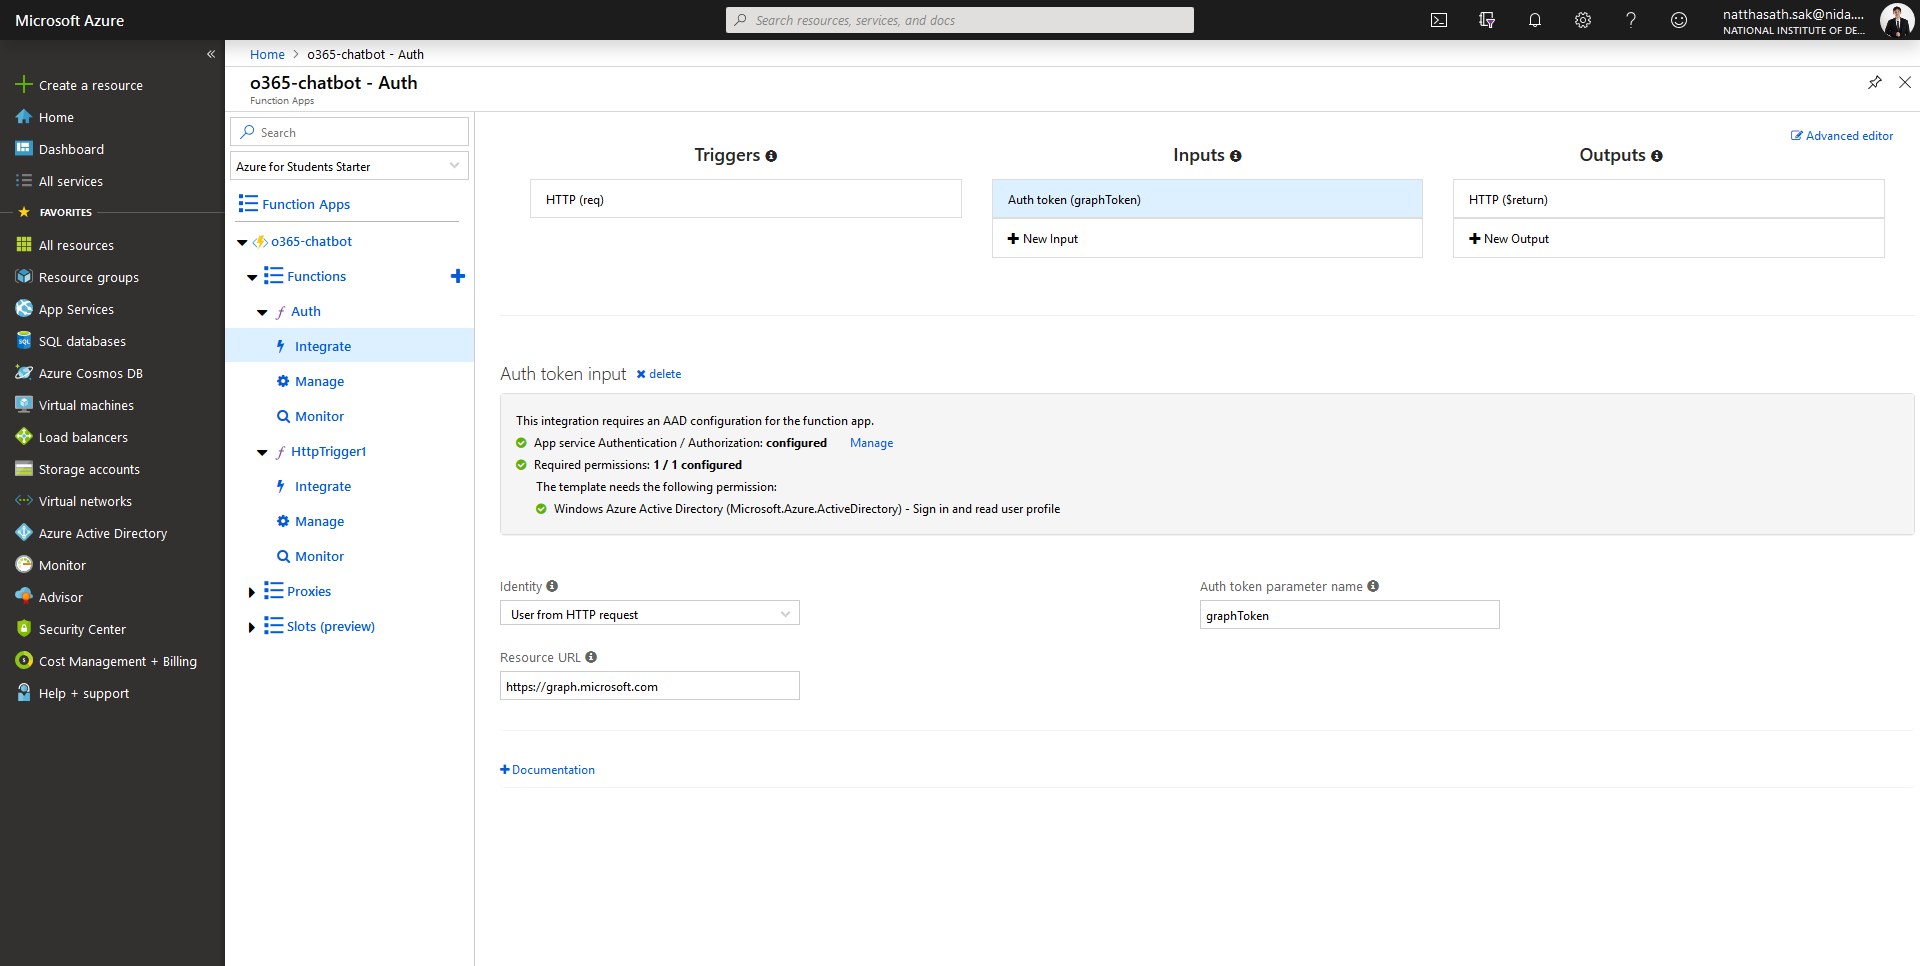 Microsoft Azure
Search resources, services, and docs
natthasath.sak@nida....
NATIONAL INSTITUTE OF DE...
Create a resource
Home
Dashboard
All services
FAVORITES
All resources
Resource groups
App Services
SQL databases
Azure Cosmos DB
Virtual machines
Load balancers
Storage accounts
Virtual networks
Azure Active Directory
Monitor
Advisor
Security Center
Cost Management + Billing
Help + support
Home > o365-chatbot - Auth
o365-chatbot - Auth
Function Apps
Search
Azure for Students Starter
Function Apps
o365-chatbot
Functions
Auth
Integrate
Manage
Monitor
HttpTrigger1
Integrate
Manage
Monitor
Proxies
Slots (preview)
Advanced editor
Triggers
HTTP (req)
Inputs
Auth token (graphToken)
New Input
Outputs
HTTP ($return)
New Output
Auth token input delete
This integration requires an AAD configuration for the function app.
App service Authentication / Authorization: configured Manage
Required permissions: 1 / 1 configured
The template needs the following permission:
Windows Azure Active Directory (Microsoft.Azure.ActiveDirectory) - Sign in and read user profile
Identity
User from HTTP request
Auth token parameter name
graphToken
Resource URL
https://graph.microsoft.com
Documentation